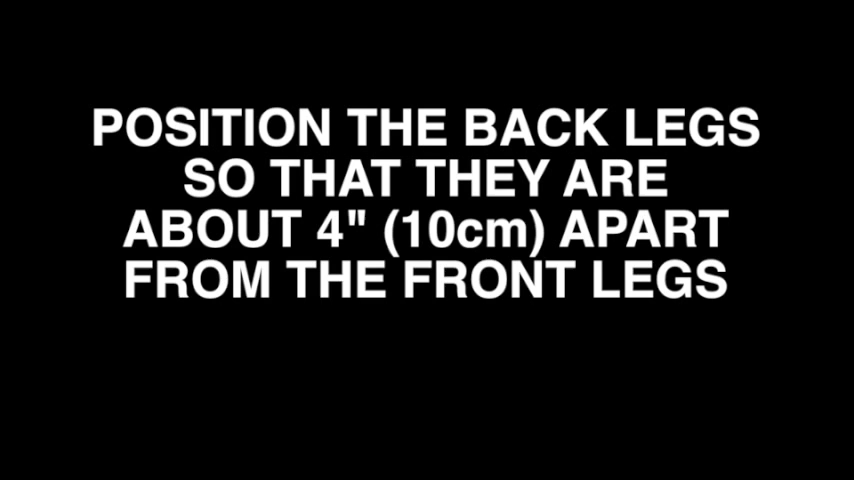 POSITION THE BACK LEGS
SO THAT THEY ARE
ABOUT 4" (10cm) APART
FROM THE FRONT LEGS